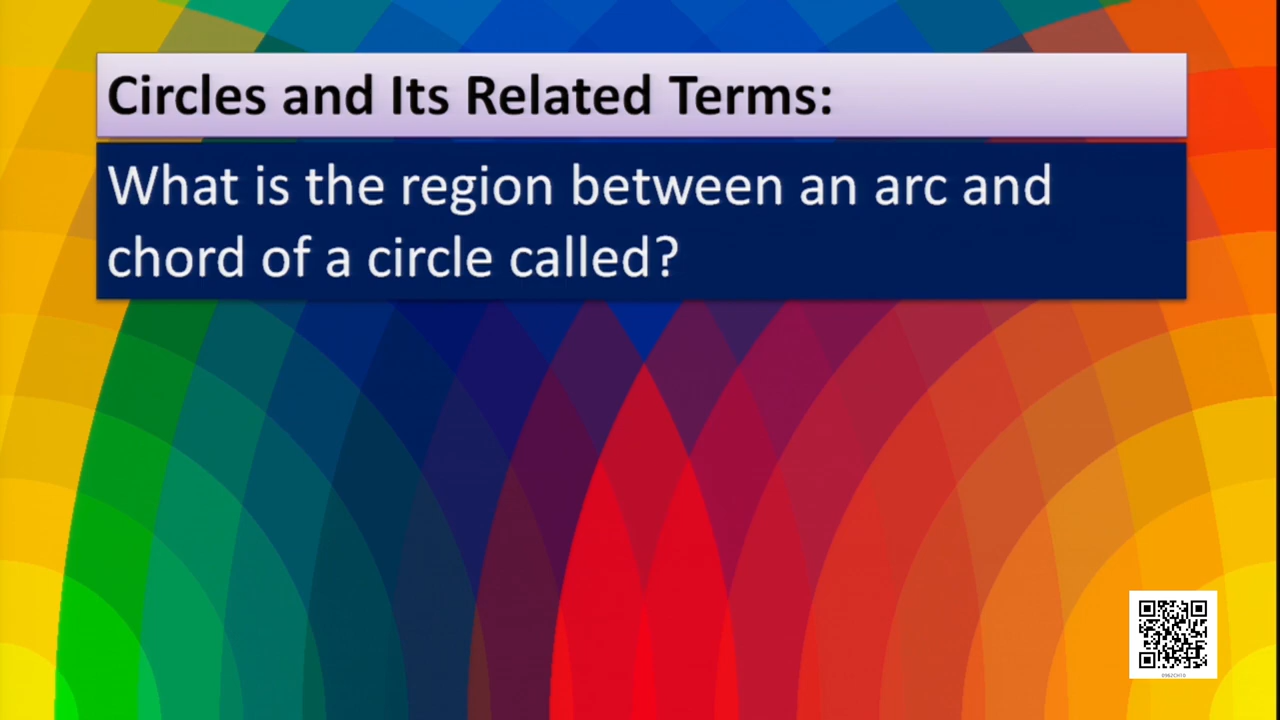 Circles and Its Related Terms:
What is the region between an arc and
chord of a circle called?